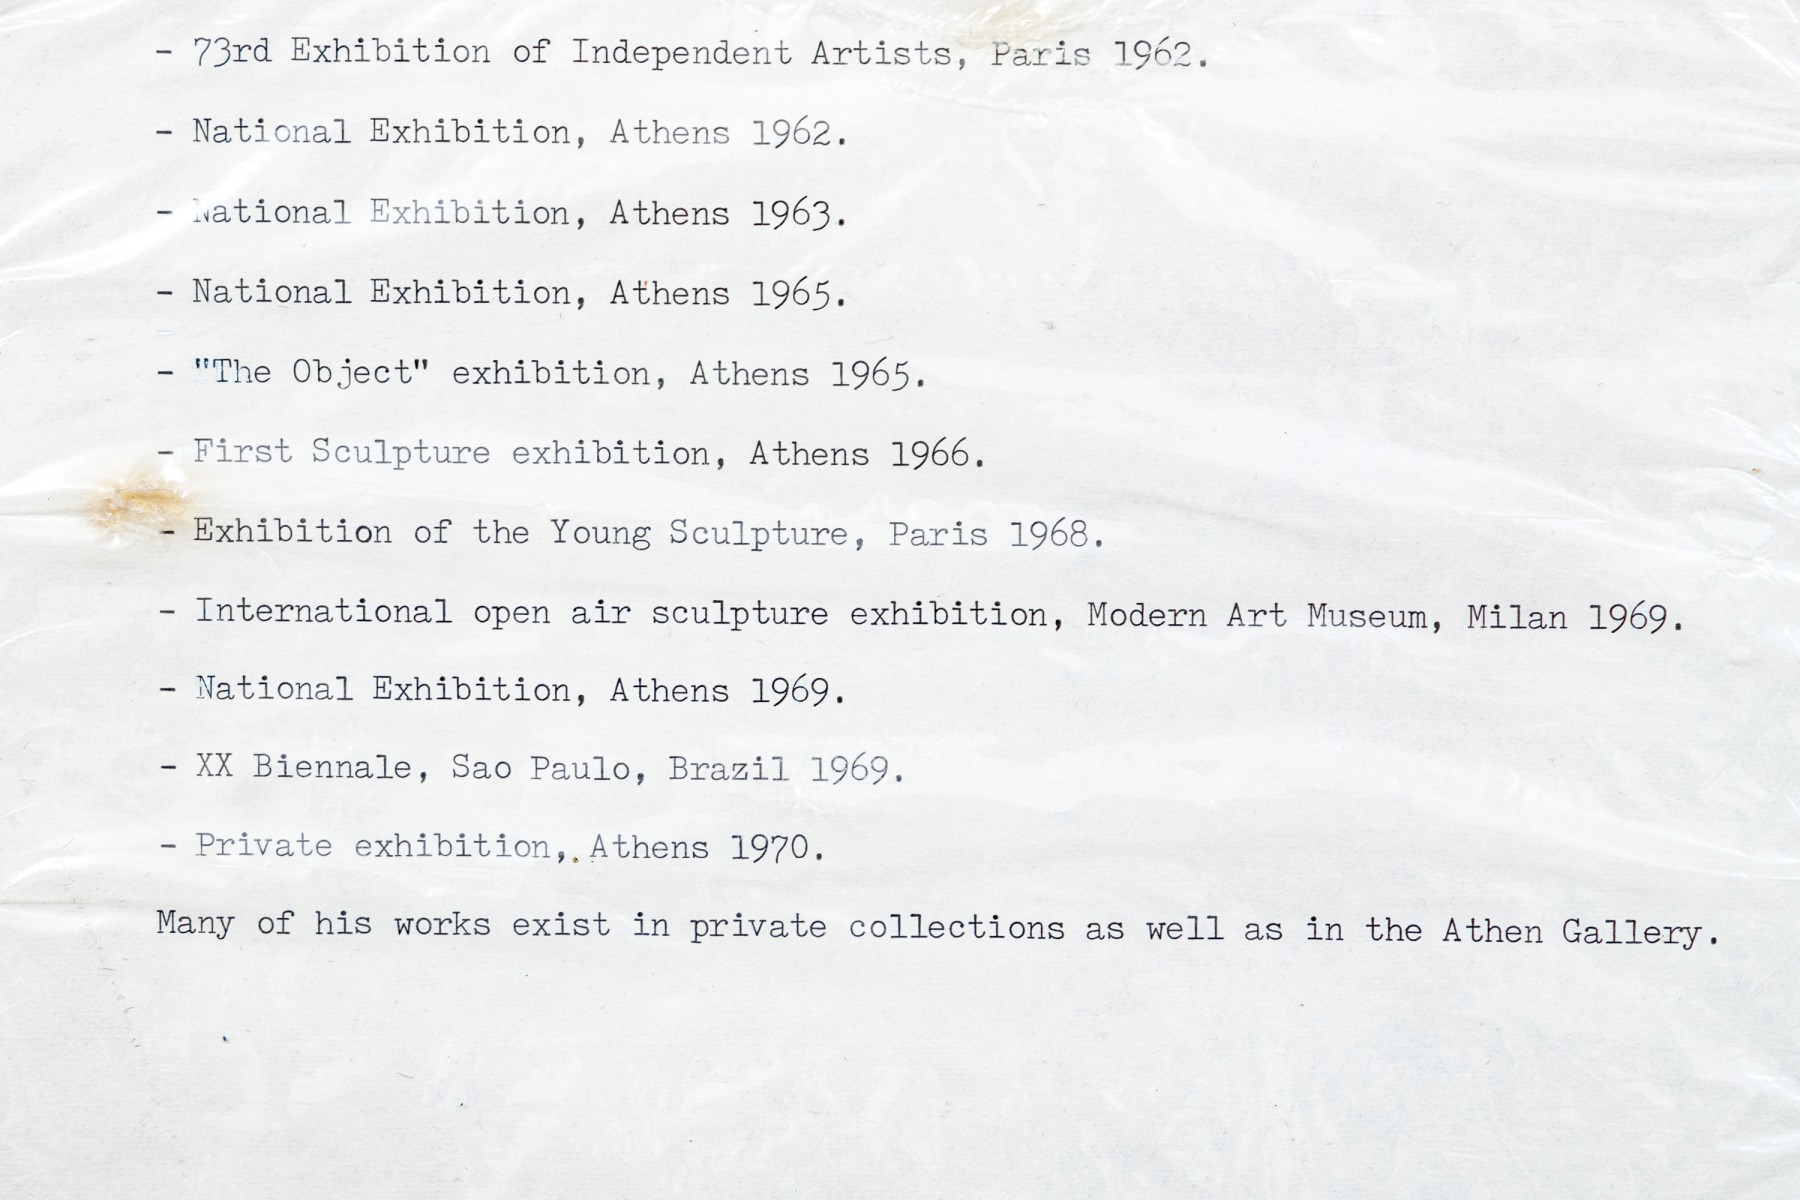 - 73rd Exhibition of Independent Artists, Paris 1962.
- National Exhibition, Athens 1962.
- National Exhibition, Athens 1963.
- National Exhibition, Athens 1965.
- "The Object" exhibition, Athens 1965.
- First Sculpture exhibition, Athens 1966.
- Exhibition of the Young Sculpture, Paris 1968.
- International open air sculpture exhibition, Modern Art Museum, Milan 1969.
- National Exhibition, Athens 1969.
- XX Biennale, Sao Paulo, Brazil 1969.
- Private exhibition, Athens 1970.
Many of his works exist in private collections as well as in the Athen Gallery.